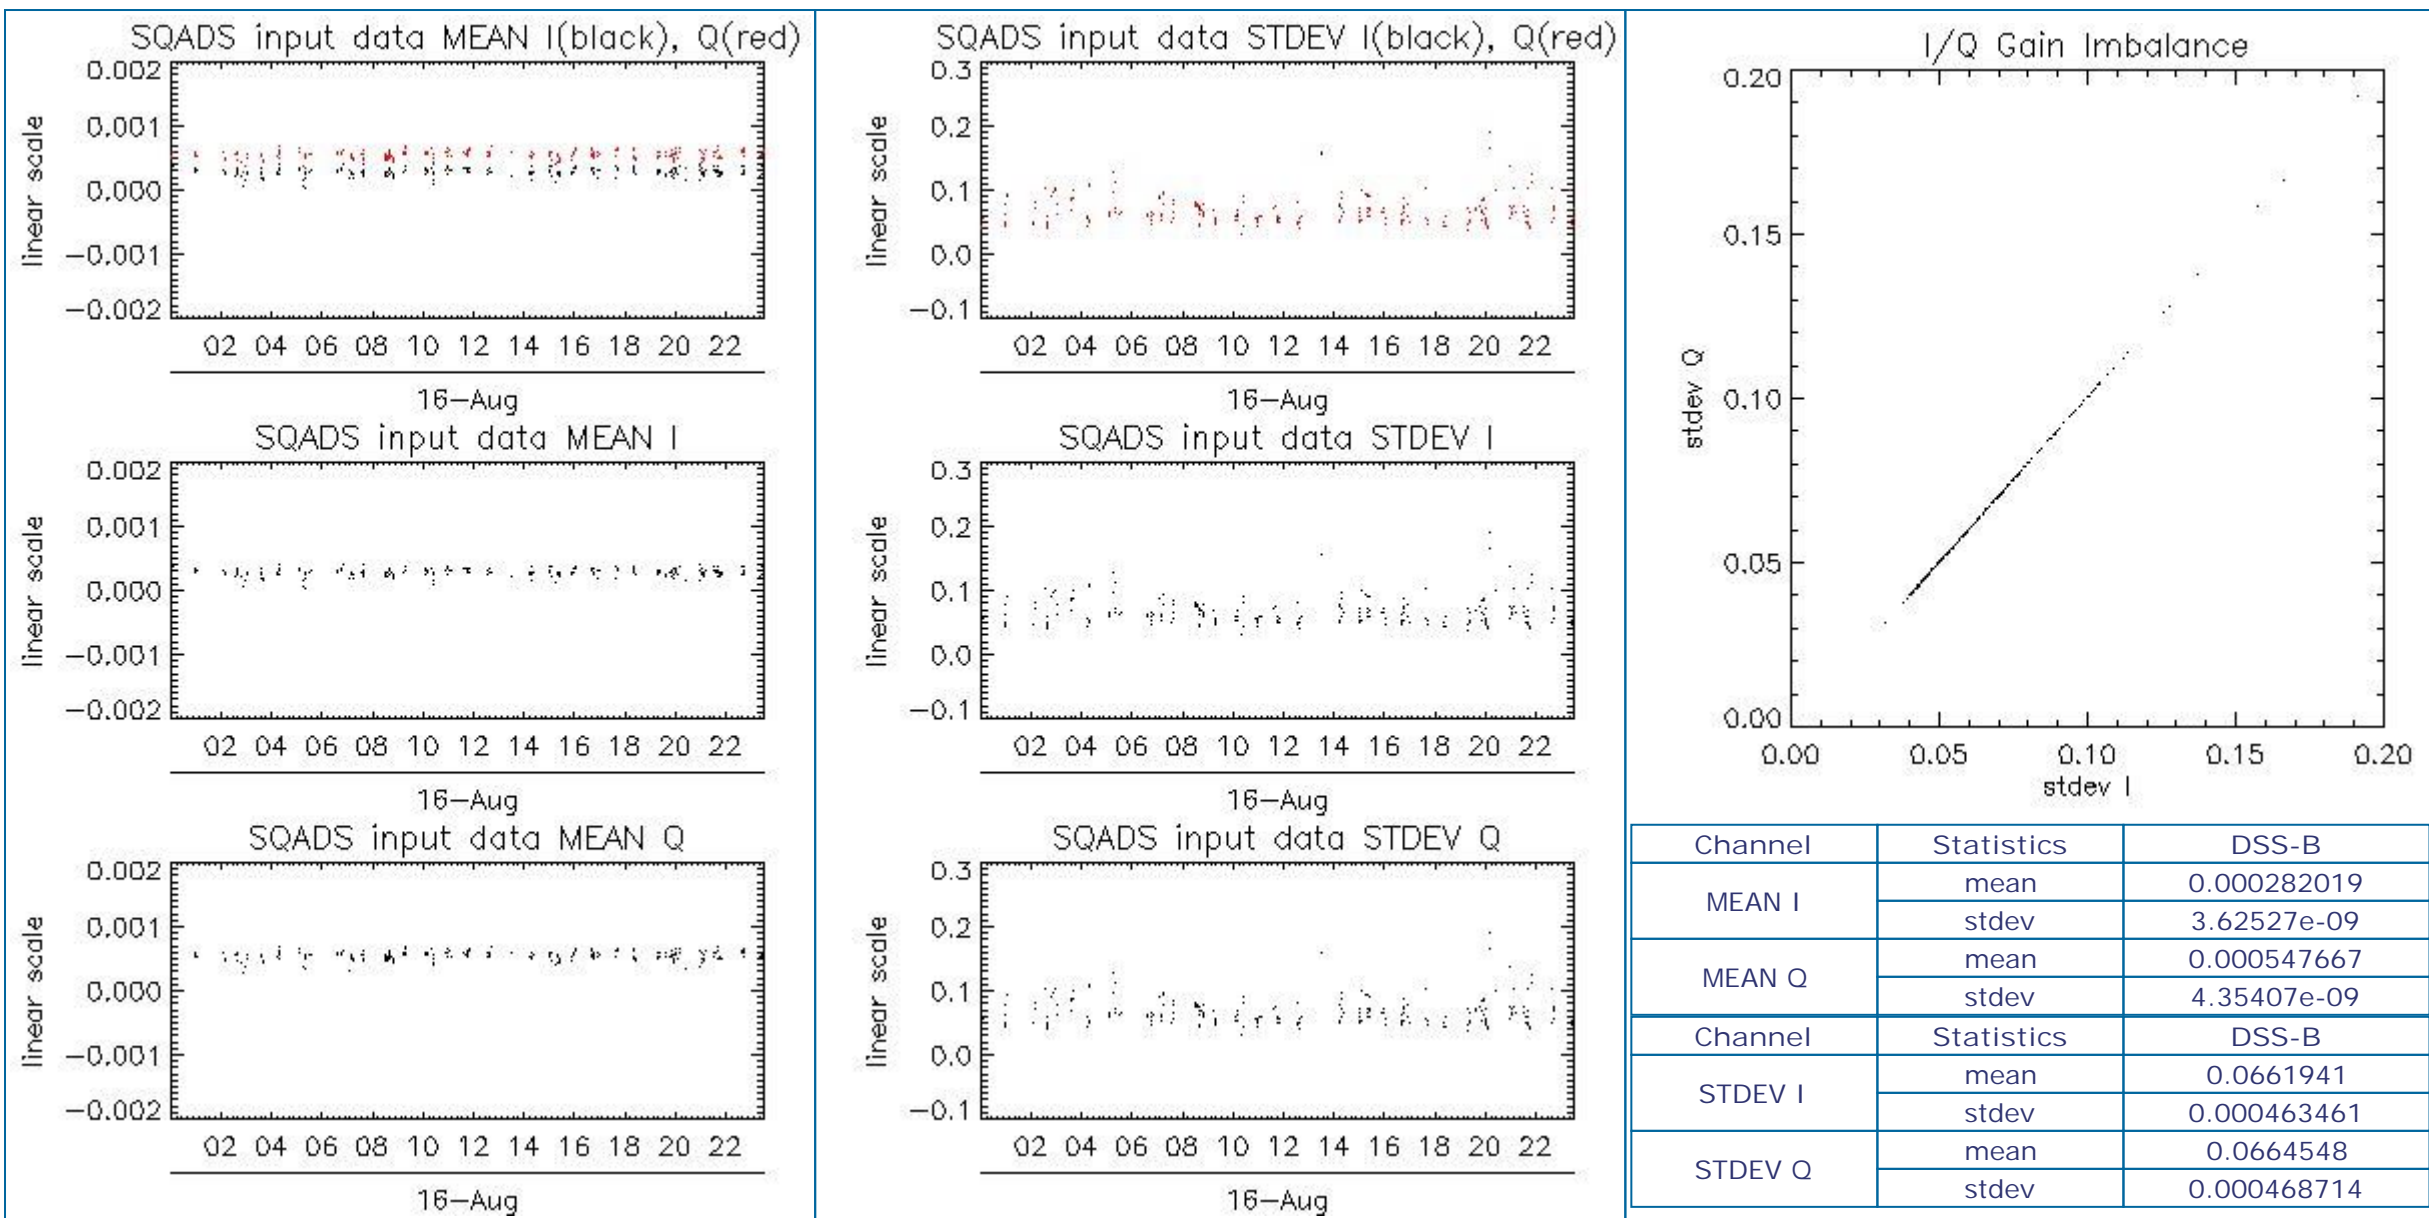 SQADS input data MEAN I(black), Q(red)
linear scale
0.002
0.001
0.000
−0.001
−0.002
02 04 06 08 10 12 14 16 18 20 22
16−Aug
SQADS input data MEAN I
linear scale
0.002
0.001
0.000
−0.001
−0.002
02 04 06 08 10 12 14 16 18 20 22
16−Aug
SQADS input data MEAN Q
linear scale
0.002
0.001
0.000
−0.001
−0.002
02 04 06 08 10 12 14 16 18 20 22
16−Aug
SQADS input data STDEV I(black), Q(red)
linear scale
0.3
0.2
0.1
0.0
−0.1
02 04 06 08 10 12 14 16 18 20 22
16−Aug
SQADS input data STDEV I
linear scale
0.3
0.2
0.1
0.0
−0.1
02 04 06 08 10 12 14 16 18 20 22
16−Aug
SQADS input data STDEV Q
linear scale
0.3
0.2
0.1
0.0
−0.1
02 04 06 08 10 12 14 16 18 20 22
16−Aug
I/Q Gain Imbalance
stdev Q
0.20
0.15
0.10
0.05
0.00
0.00 0.05 0.10 0.15 0.20
stdev I
Channel Statistics DSS-B
MEAN I mean 0.000282019
stdev 3.62527e-09
MEAN Q mean 0.000547667
stdev 4.35407e-09
Channel Statistics DSS-B
STDEV I mean 0.0661941
stdev 0.000463461
STDEV Q mean 0.0664548
stdev 0.000468714